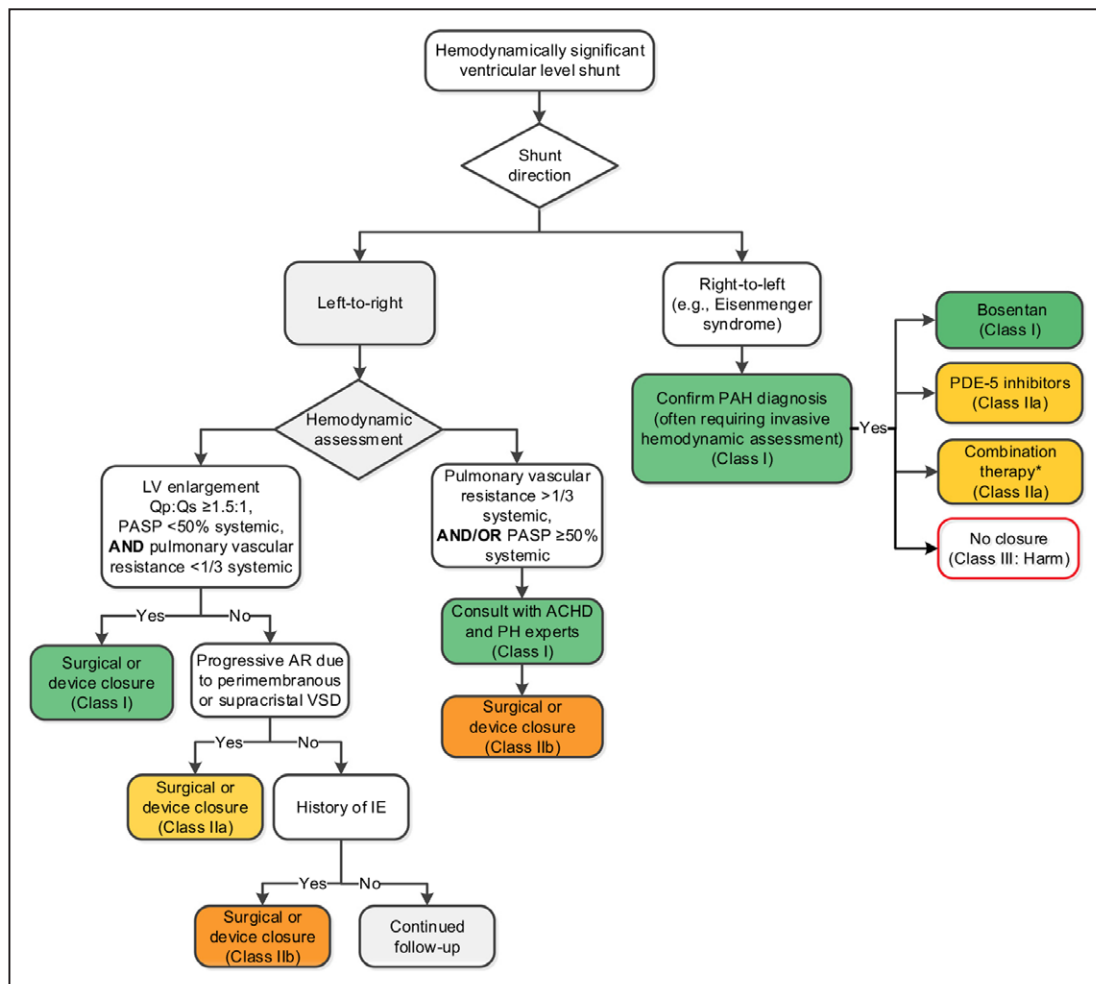 Hemodynamically significant
ventricular level shunt
Shunt
direction
Left-to-right
Right-to-left
(e.g., Eisenmenger
syndrome)
Hemodynamic
assessment
Confirm PAH diagnosis
(often requiring invasive
hemodynamic assessment)
(Class I)
Yes
Bosentan
(Class I)
PDE-5 inhibitors
(Class IIa)
Combination
therapy*
(Class IIa)
No closure
(Class III: Harm)
LV enlargement
Qp:Qs ≥1.5:1,
PASP <50% systemic,
AND pulmonary vascular
resistance <1/3 systemic
Pulmonary vascular
resistance >1/3
systemic,
AND/OR PASP ≥50%
systemic
Yes
No
Consult with ACHD
and PH experts
(Class I)
Surgical or
device closure
(Class IIb)
Surgical or
device closure
(Class I)
Progressive AR due
to perimembranous
or supracristal VSD
Yes
No
Surgical or
device closure
(Class IIa)
History of IE
Yes
No
Surgical or
device closure
(Class IIb)
Continued
follow-up